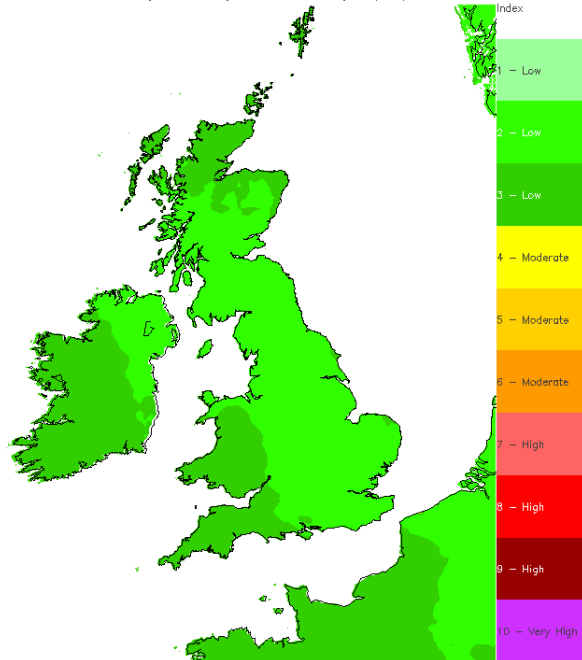 Index
1 - Low
2 - Low
3 - Low
4 - Moderate
5 - Moderate
6 - Moderate
7 - High
8 - High
9 - High
10 - Very High